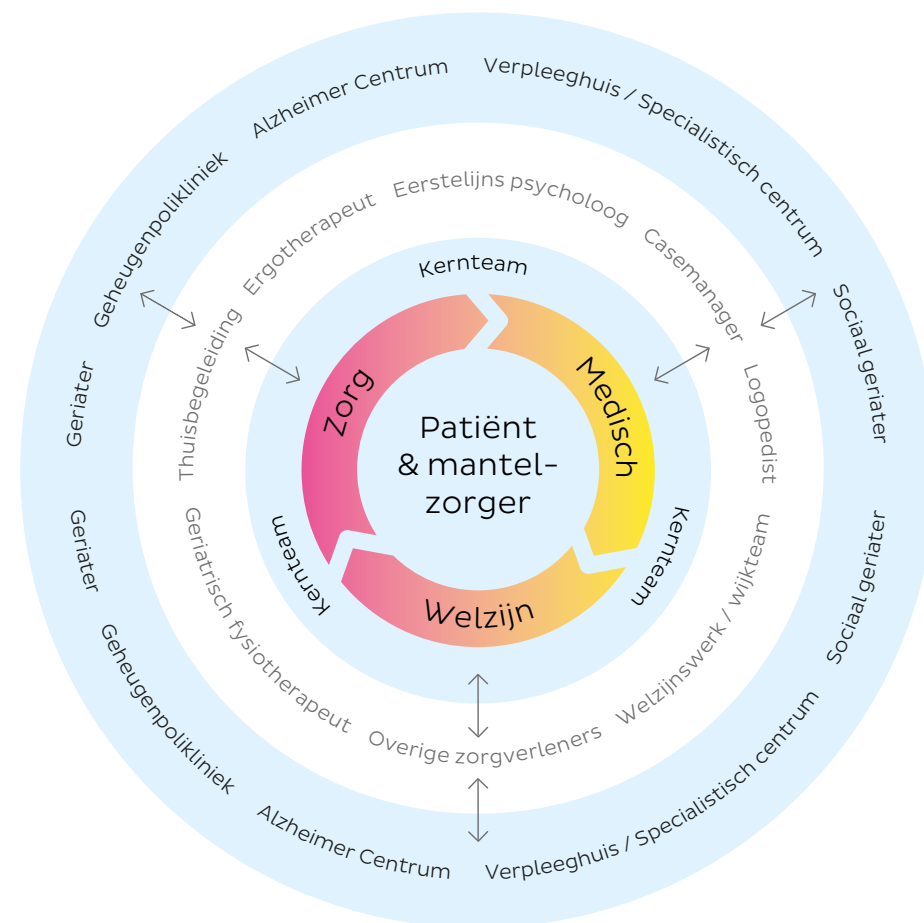 Alzheimer Centrum
Verpleeghuis / Specialistisch centrum
Geheugenpolikliniek
Sociaal geriater
Geriater
Eerstelijns psycholoog
Ergotherapeut
Casemanager
Thuisbegeleiding
Logopedist
Kernteam
Zorg
Medisch
Patiënt
& mantel-
zorger
Welzijn
Kernteam
Kernteam
Geriatrisch fysiotherapeut
Welzijnswerk / wijkteam
Overige zorgverleners
Geriater
Sociaal geriater
Geheugenpolikliniek
Alzheimer Centrum
Verpleeghuis / Specialistisch centrum